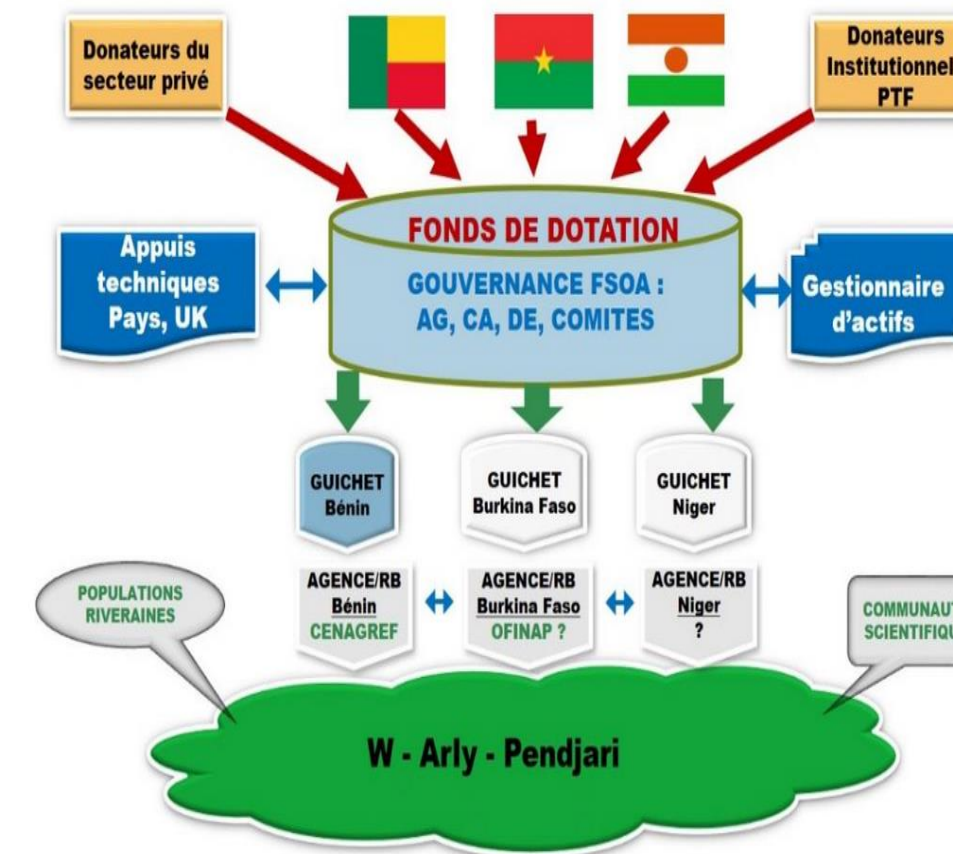 Donateurs du
secteur privé
Donateurs
Institutionnel
PTF
FONDS DE DOTATION
GOUVERNANCE FSOA :
AG, CA, DE, COMITES
Appuis
techniques
Pays, UK
Gestionnaire
d'actifs
GUICHET
Bénin
GUICHET
Burkina Faso
GUICHET
Niger
AGENCE/RB
Bénin
CENAGREF
AGENCE/RB
Burkina Faso
OFINAP ?
AGENCE/RB
Niger
?
POPULATIONS
RIVERAINES
COMMUNAUT
SCIENTIFIQU
W - Arly - Pendjari